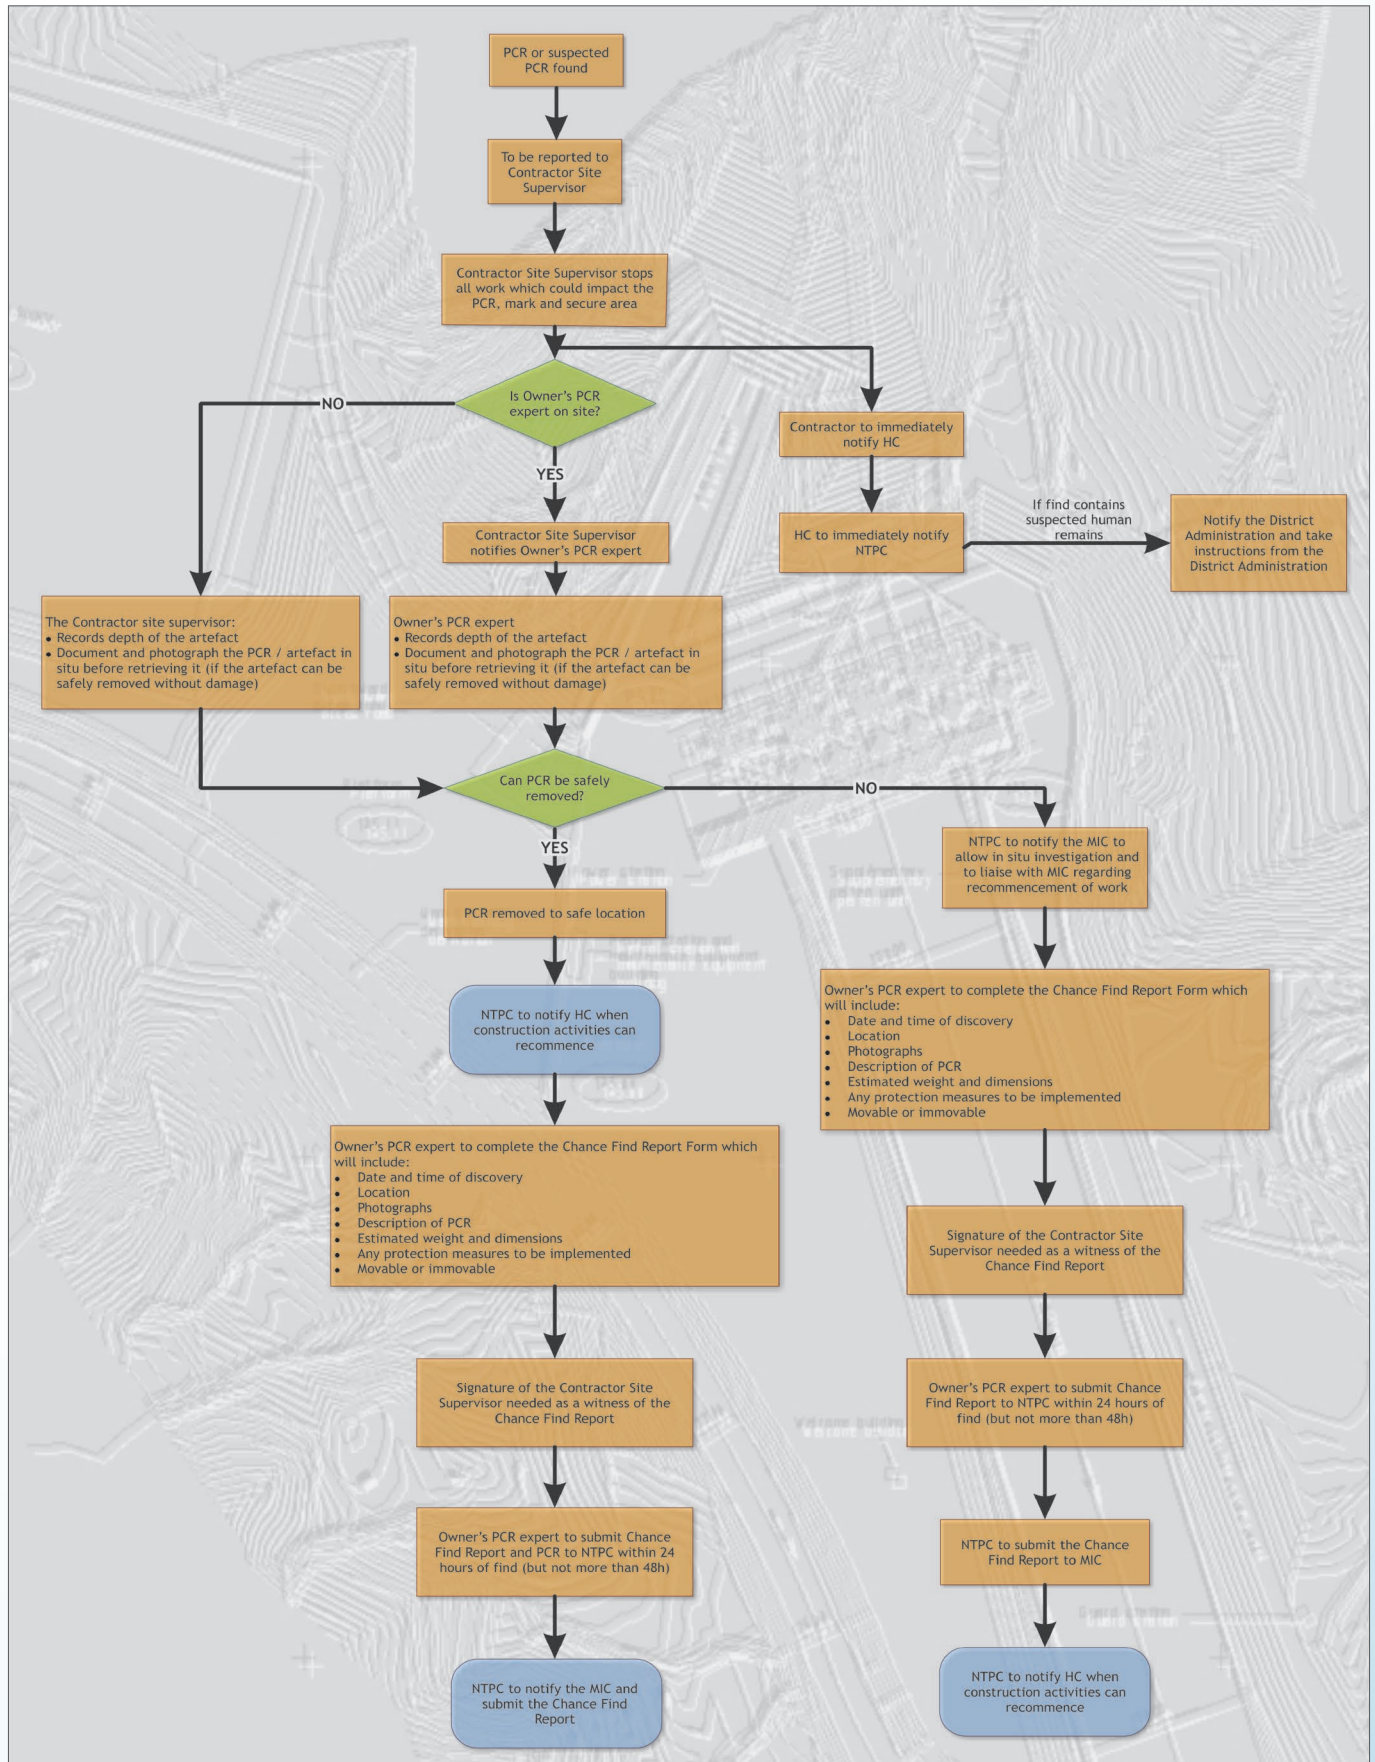 PCR or suspected
PCR found
To be reported to
Contractor Site
Supervisor
Contractor Site Supervisor stops
all work which could impact the
PCR, mark and secure area
Is Owner's PCR
expert on site?
NO
YES
Contractor to immediately
notify HC
HC to immediately notify
NTPC
If find contains
suspected human
remains
Notify the District
Administration and take
instructions from the
District Administration
Contractor Site Supervisor
notifies Owner's PCR expert
The Contractor site supervisor:
• Records depth of the artefact
• Document and photograph the PCR / artefact in
situ before retrieving it (if the artefact can be
safely removed without damage)
Owner's PCR expert
• Records depth of the artefact
• Document and photograph the PCR / artefact in
situ before retrieving it (if the artefact can be
safely removed without damage)
Can PCR be safely
removed?
NO
YES
NTPC to notify the MIC to
allow in situ investigation and
to liaise with MIC regarding
recommencement of work
PCR removed to safe location
NTPC to notify HC when
construction activities can
recommence
Owner's PCR expert to complete the Chance Find Report Form which
will include:
• Date and time of discovery
• Location
• Photographs
• Description of PCR
• Estimated weight and dimensions
• Any protection measures to be implemented
• Movable or immovable
Owner's PCR expert to complete the Chance Find Report Form which
will include:
• Date and time of discovery
• Location
• Photographs
• Description of PCR
• Estimated weight and dimensions
• Any protection measures to be implemented
• Movable or immovable
Signature of the Contractor Site
Supervisor needed as a witness of the
Chance Find Report
Signature of the Contractor Site
Supervisor needed as a witness of the
Chance Find Report
Owner's PCR expert to submit Chance
Find Report to NTPC within 24 hours of
find (but not more than 48h)
Owner's PCR expert to submit Chance
Find Report and PCR to NTPC within 24
hours of find (but not more than 48h)
NTPC to submit the Chance
Find Report to MIC
NTPC to notify the MIC and
submit the Chance Find
Report
NTPC to notify HC when
construction activities can
recommence